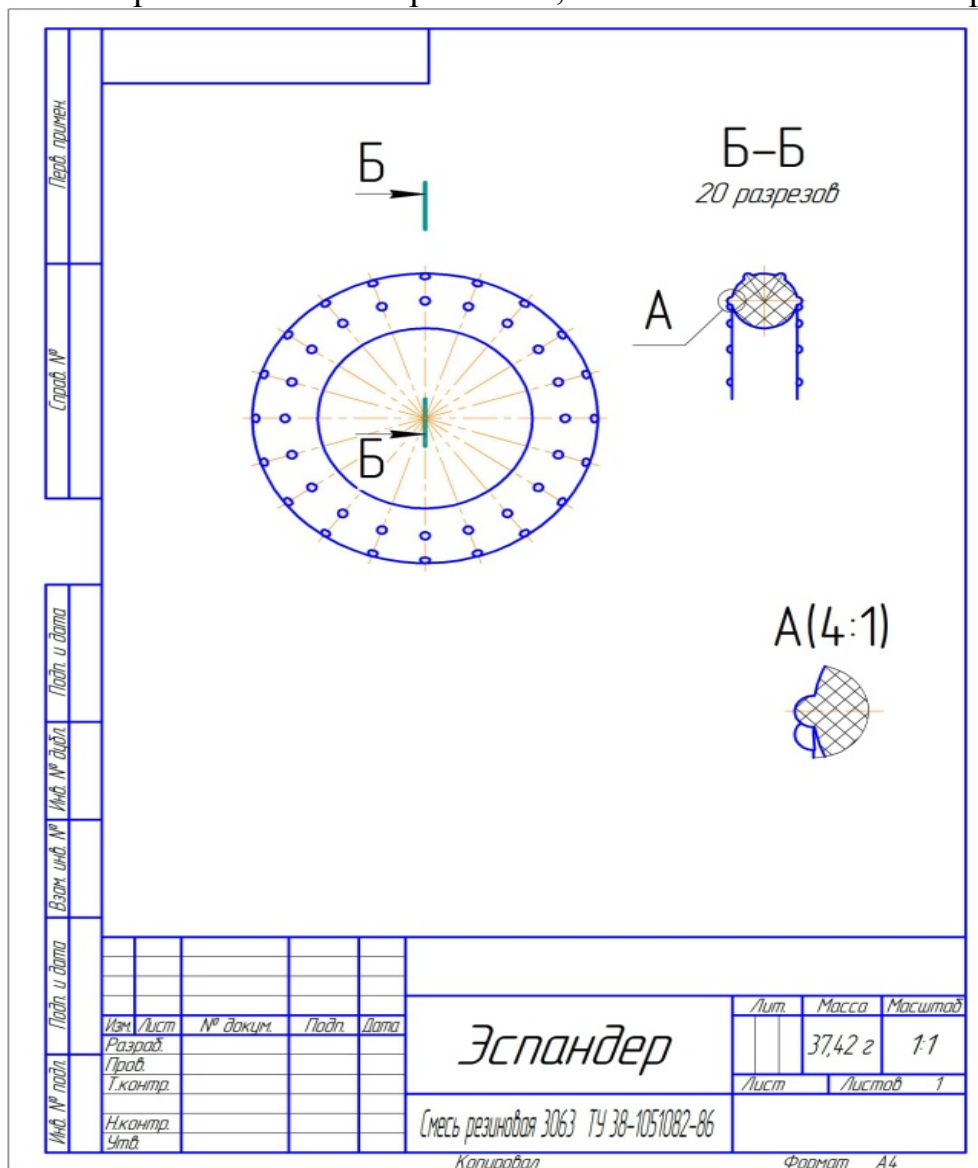 Перв. примен.
Справ. №
Подп. и дата
Инв. № дубл.
Взам. инв. №
Подп. и дата
Инв. № подл.
Б
Б
Б-Б
20 разрезов
А
А(4:1)
Изм. Лист № докум. Подп. Дата
Разраб.
Пров.
Т.контр.
Н.контр.
Утв.
Эспандер
Смесь резиновая 3063 ТУ 38-1051082-86
Лит. Масса Масштаб
37,42 г 1:1
Лист Листов 1
Копировал Формат А4